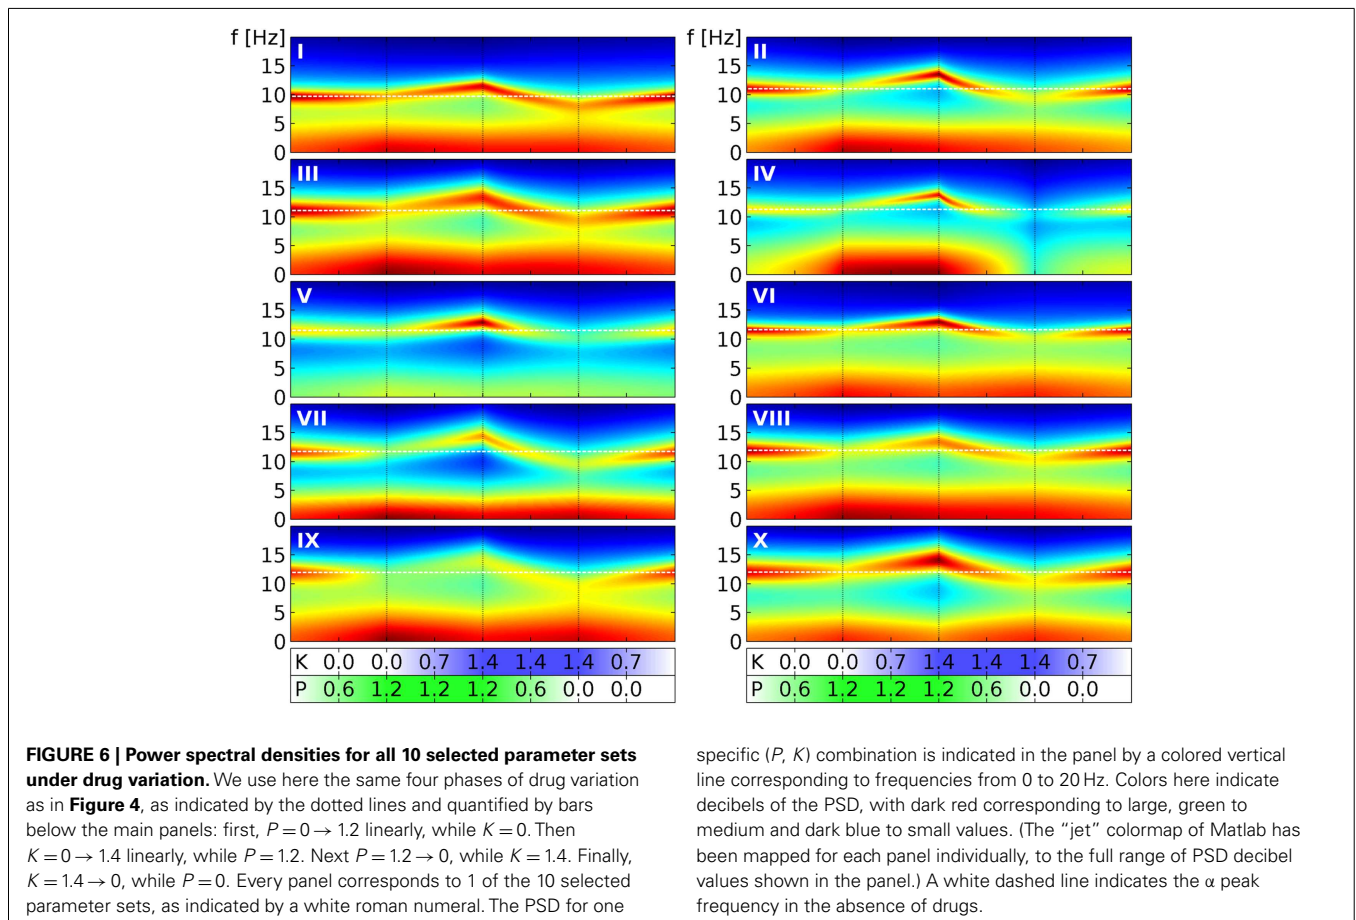 f [Hz]
I
15
10
5
0
f [Hz]
II
15
10
5
0
III
15
10
5
0
IV
15
10
5
0
V
15
10
5
0
VI
15
10
5
0
VII
15
10
5
0
VIII
15
10
5
0
IX
15
10
5
0
X
15
10
5
0
K 0.0 0.0 0.7 1.4 1.4 1.4 0.7
P 0.6 1.2 1.2 1.2 0.6 0.0 0.0
K 0.0 0.0 0.7 1.4 1.4 1.4 0.7
P 0.6 1.2 1.2 1.2 0.6 0.0 0.0
FIGURE 6 | Power spectral densities for all 10 selected parameter sets
under drug variation. We use here the same four phases of drug variation
as in Figure 4, as indicated by the dotted lines and quantified by bars
below the main panels: first, P = 0 → 1.2 linearly, while K = 0. Then
K = 0 → 1.4 linearly, while P = 1.2. Next P = 1.2 → 0, while K = 1.4. Finally,
K = 1.4 → 0, while P = 0. Every panel corresponds to 1 of the 10 selected
parameter sets, as indicated by a white roman numeral. The PSD for one
specific (P, K) combination is indicated in the panel by a colored vertical
line corresponding to frequencies from 0 to 20 Hz. Colors here indicate
decibels of the PSD, with dark red corresponding to large, green to
medium and dark blue to small values. (The “jet” colormap of Matlab has
been mapped for each panel individually, to the full range of PSD decibel
values shown in the panel.) A white dashed line indicates the α peak
frequency in the absence of drugs.